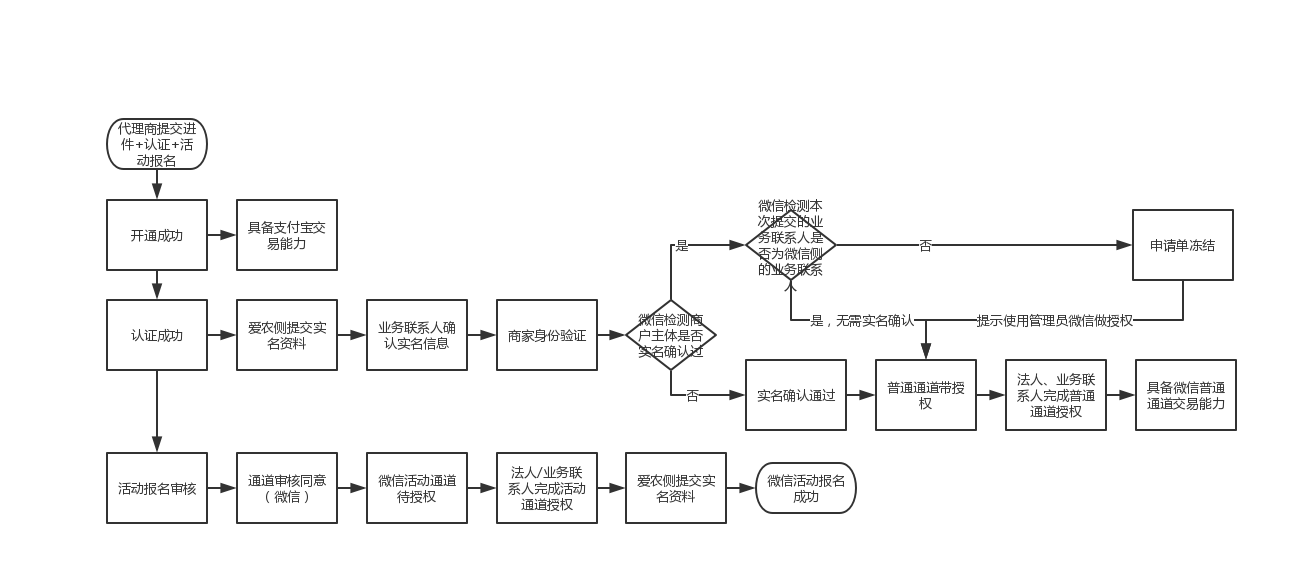 代理商提交进
件+认证+活
动报名
开通成功
具备支付宝交
易能力
认证成功
爱农侧提交实
名资料
业务联系人确
认实名信息
商家身份验证
微信检测商
户主体是否
实名确认过
是
微信检测本
次提交的业
务联系人是
否为微信侧
的业务联系
人
否
申请单冻结
是，无需实名确认
提示使用管理员微信做授权
否
实名确认通过
普通通道带授
权
法人、业务联
系人完成普通
通道授权
具备微信普通
通道交易能力
活动报名审核
通道审核同意
（微信）
微信活动通道
待授权
法人/业务联
系人完成活动
通道授权
爱农侧提交实
名资料
微信活动报名
成功